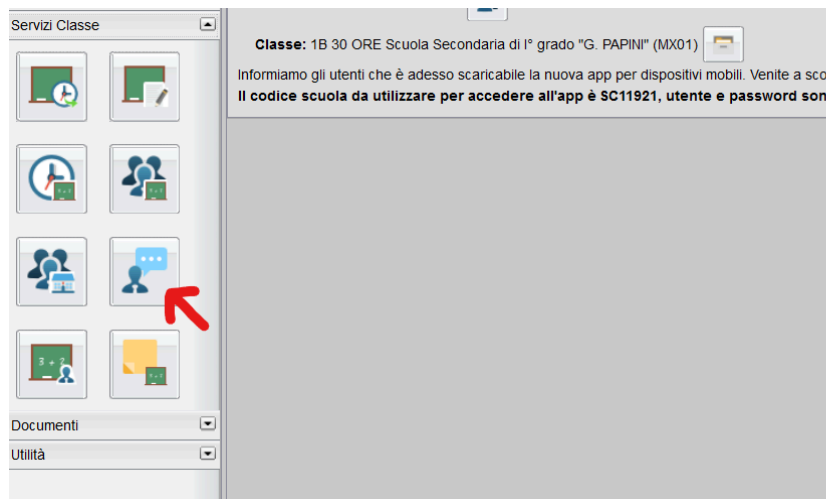 Servizi Classe
Classe: 1B 30 ORE Scuola Secondaria di I° grado "G. PAPINI" (MX01)
Informiamo gli utenti che è adesso scaricabile la nuova app per dispositivi mobili. Venite a sco
Il codice scuola da utilizzare per accedere all'app è SC11921, utente e password son
3 + 2
Documenti
Utilità